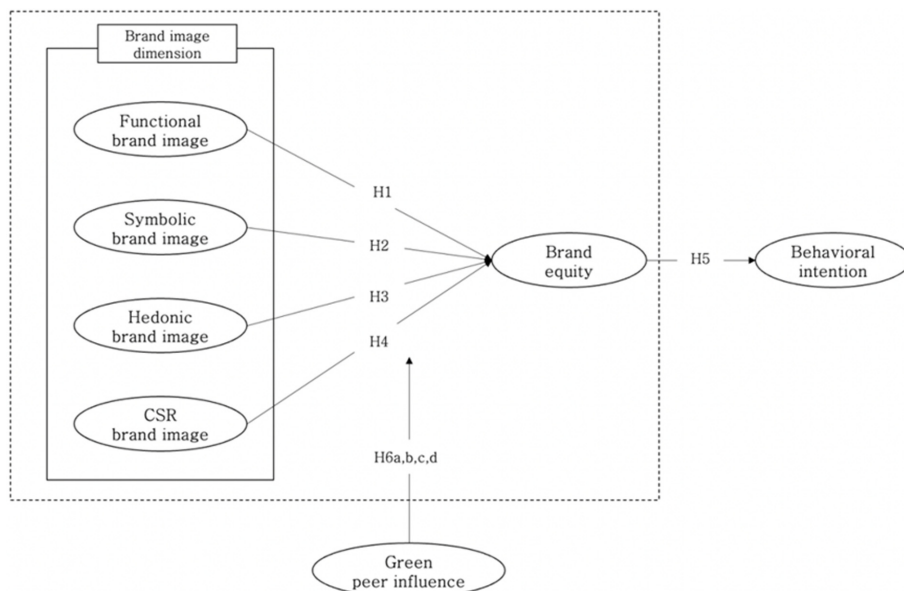 Brand image
dimension
Functional
brand image
H1
Symbolic
brand image
H2
Brand
equity
H5
Behavioral
intention
Hedonic
brand image
H3
H4
CSR
brand image
H6a,b,c,d
Green
peer influence